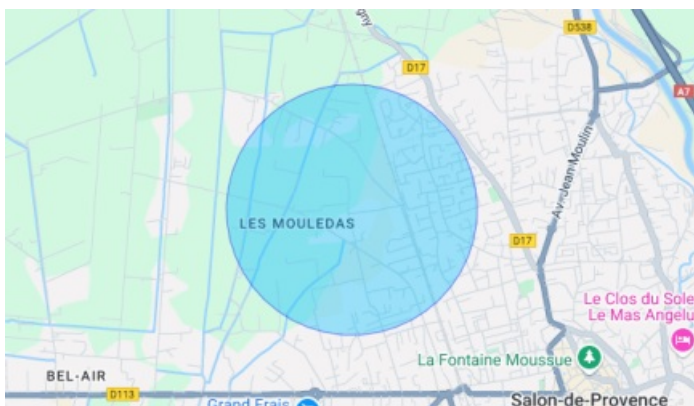 gny
D538
D17
A7
Av. Jean Moulin
LES MOULEDAS
D17
Le Clos du Sole
Le Mas Angelu
La Fontaine Moussue
BEL-AIR
D113
Grand Frais
Salon-de-Provence